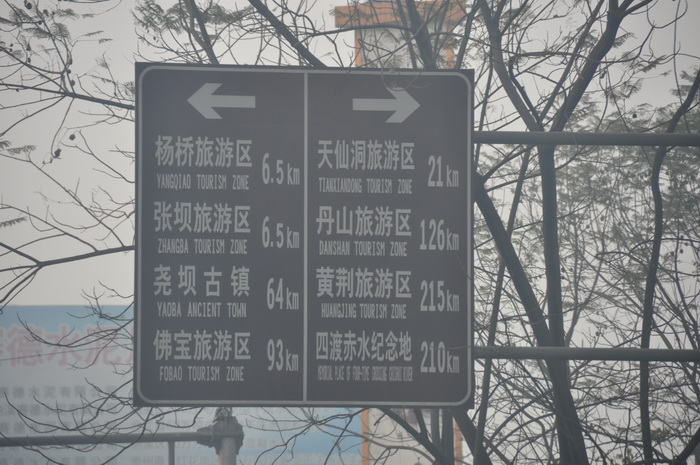 杨桥旅游区 6.5km
YANGQIAO TOURISM ZONE
张坝旅游区 6.5km
ZHANGBA TOURISM ZONE
尧坝古镇 64km
YAOBA ANCIENT TOWN
佛宝旅游区 93km
FOBAO TOURISM ZONE
天仙洞旅游区 21km
TIANXIANDONG TOURISM ZONE
丹山旅游区 126km
DANSHAN TOURISM ZONE
黄荆旅游区 215km
HUANGJING TOURISM ZONE
四渡赤水纪念地 210km
德水泥